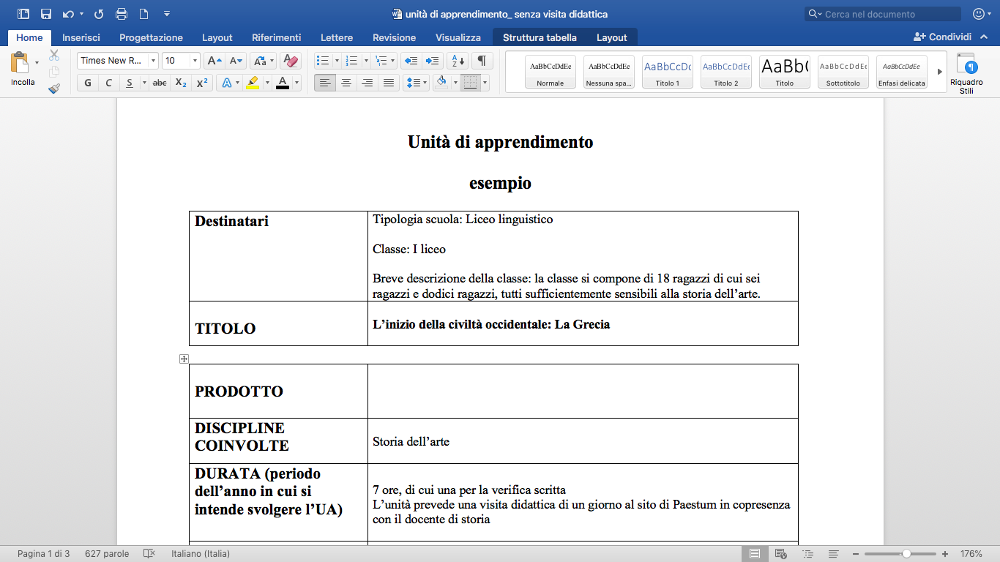 unità di apprendimento_ senza visita didattica
Cerca nel documento
Home Inserisci Progettazione Layout Riferimenti Lettere Revisione Visualizza Struttura tabella Layout Condividi
Incolla
Times New R... 10
G C S abc X₂ X²
AaBbCcDdEe AaBbCcDdEe AaBbCcDc AaBbCcDdEe AaBb( AaBbCcDdEe AaBbCcDdEe
Normale Nessuna spa... Titolo 1 Titolo 2 Titolo Sottotitolo Enfasi delicata
Riquadro
Stili
Unità di apprendimento
esempio
Destinatari
Tipologia scuola: Liceo linguistico
Classe: I liceo
Breve descrizione della classe: la classe si compone di 18 ragazzi di cui sei
ragazzi e dodici ragazzi, tutti sufficientemente sensibili alla storia dell’arte.
TITOLO
L’inizio della civiltà occidentale: La Grecia
PRODOTTO
DISCIPLINE
COINVOLTE
Storia dell’arte
DURATA (periodo
dell’anno in cui si
intende svolgere l’UA)
7 ore, di cui una per la verifica scritta
L’unità prevede una visita didattica di un giorno al sito di Paestum in copresenza
con il docente di storia
Pagina 1 di 3 627 parole Italiano (Italia) 176%